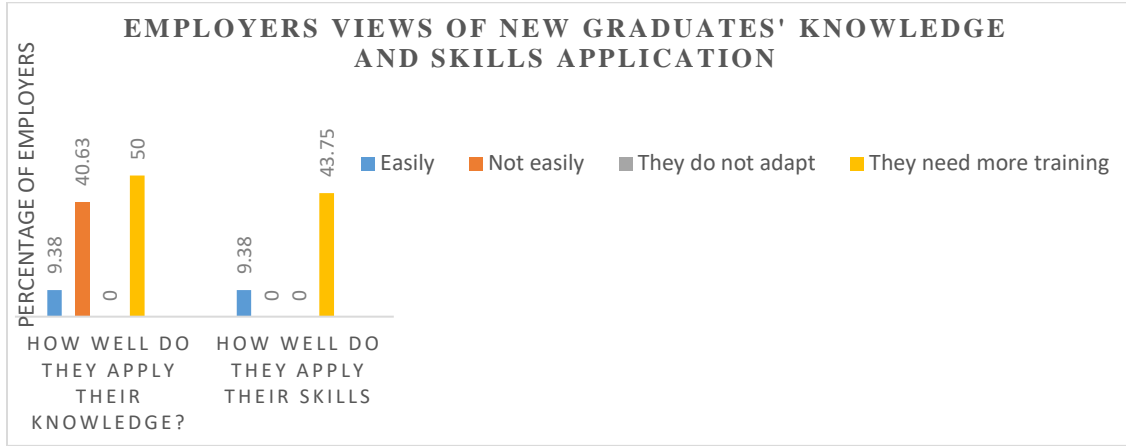 EMPLOYERS VIEWS OF NEW GRADUATES' KNOWLEDGE
AND SKILLS APPLICATION
PERCENTAGE OF EMPLOYERS
9.38
40.63
0
50
9.38
0
0
43.75
Easily Not easily They do not adapt They need more training
HOW WELL DO
THEY APPLY
THEIR
KNOWLEDGE?
HOW WELL DO
THEY APPLY
THEIR SKILLS